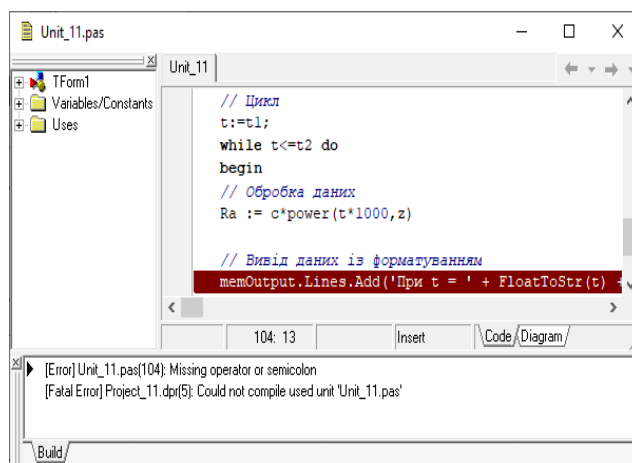 Unit_11.pas
TForm1
Variables/Constants
Uses
Unit_11
// Цикл
t:=t1;
while t<=t2 do
begin
// Обробка даних
Ra := c*power(t*1000,z)
// Вивід даних із форматуванням
memOutput.Lines.Add('При t = ' + FloatToStr(t) +
104: 13
Insert
Code
Diagram
[Error] Unit_11.pas(104): Missing operator or semicolon
[Fatal Error] Project_11.dpr(5): Could not compile used unit 'Unit_11.pas'
Build